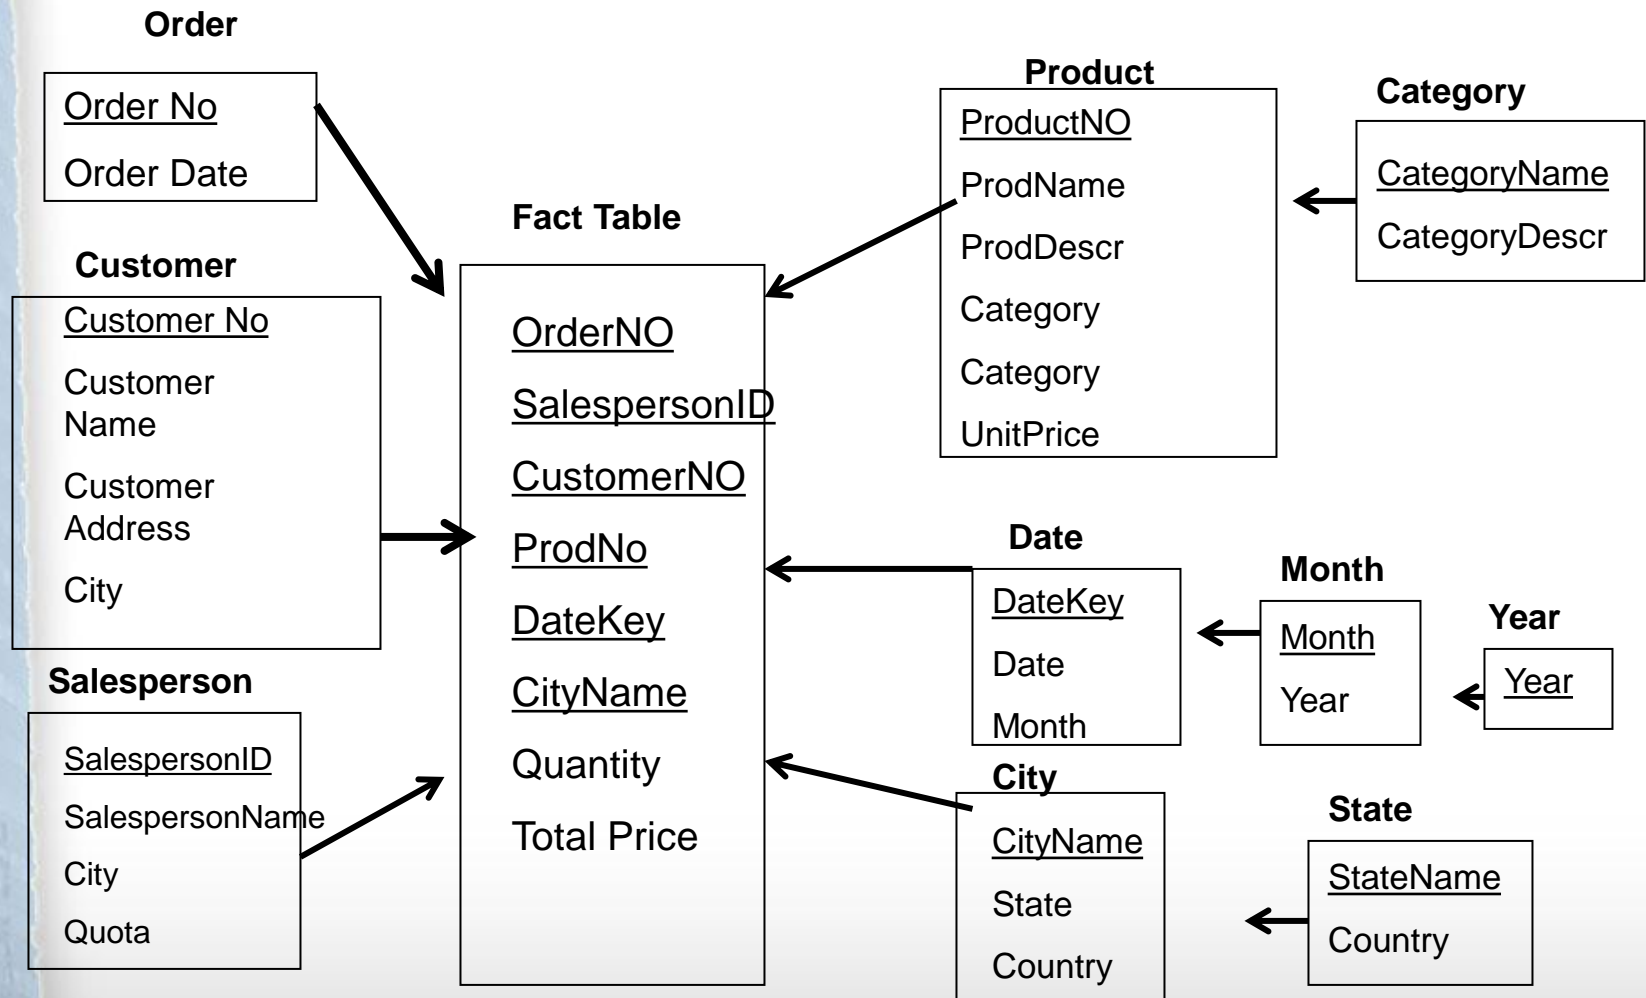 Order
Order No
Order Date
Customer
Customer No
Customer
Name
Customer
Address
City
Salesperson
SalespersonID
SalespersonName
City
Quota
Fact Table
OrderNO
SalespersonID
CustomerNO
ProdNo
DateKey
CityName
Quantity
Total Price
Product
ProductNO
ProdName
ProdDescr
Category
Category
UnitPrice
Category
CategoryName
CategoryDescr
Date
DateKey
Date
Month
Month
Month
Year
Year
Year
City
CityName
State
Country
State
StateName
Country